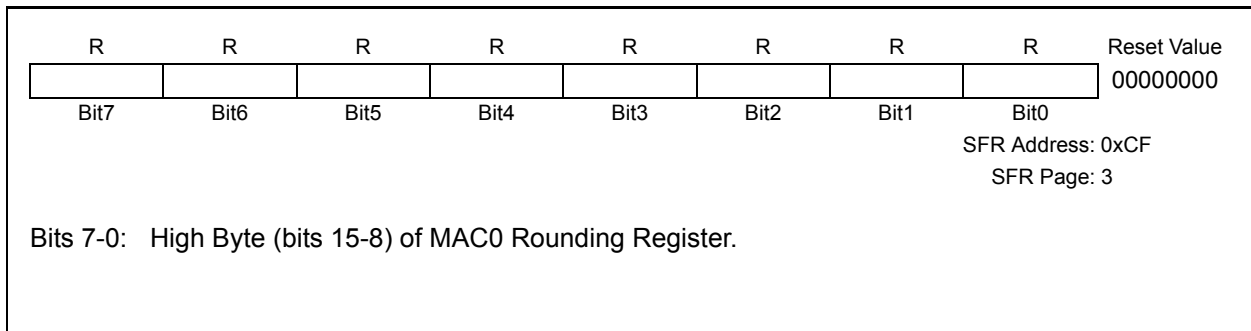 R R R R R R R R Reset Value
00000000
Bit7 Bit6 Bit5 Bit4 Bit3 Bit2 Bit1 Bit0
SFR Address: 0xCF
SFR Page: 3
Bits 7-0: High Byte (bits 15-8) of MAC0 Rounding Register.